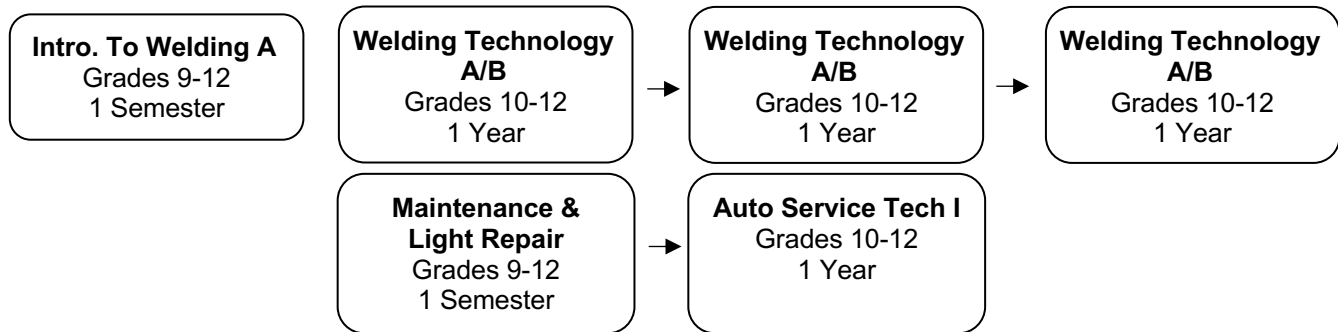 Intro. To Welding A
Grades 9-12
1 Semester
Welding Technology
A/B
Grades 10-12
1 Year
Welding Technology
A/B
Grades 10-12
1 Year
Welding Technology
A/B
Grades 10-12
1 Year
Maintenance &
Light Repair
Grades 9-12
1 Semester
Auto Service Tech I
Grades 10-12
1 Year